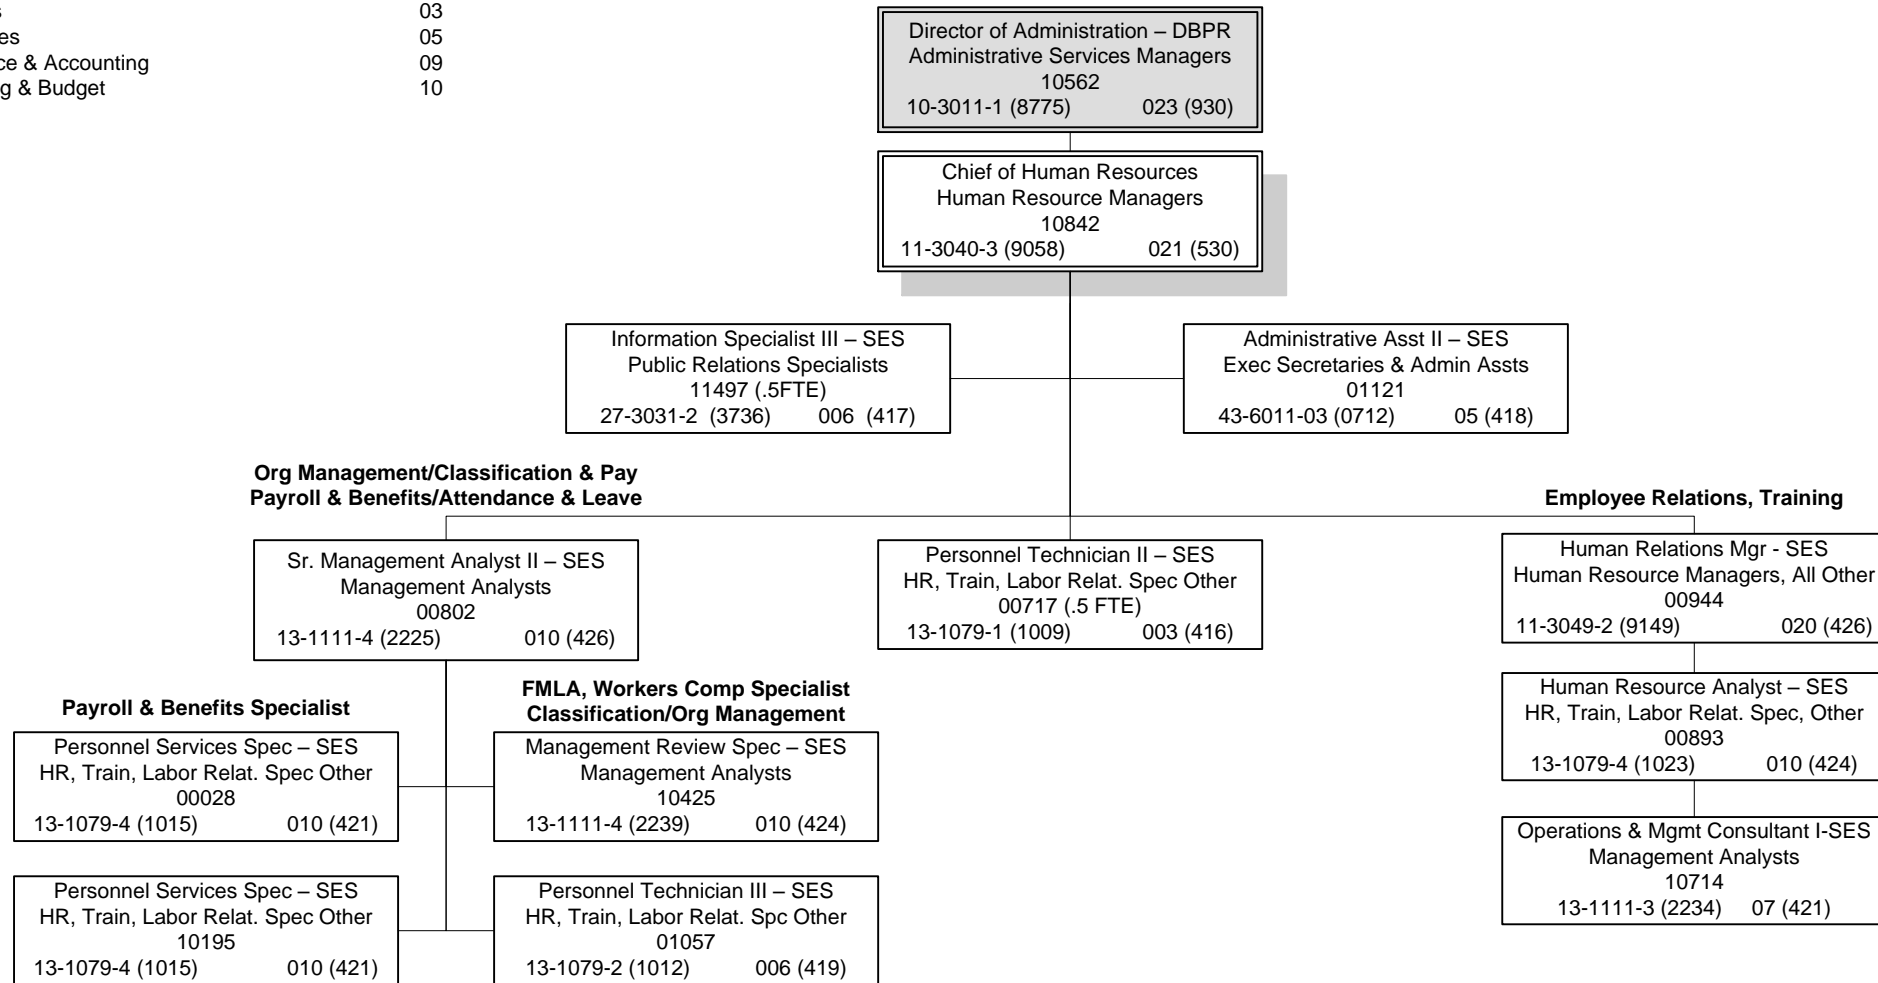 03
05
& Accounting 09
& Budget 10
Director of Administration – DBPR
Administrative Services Managers
10562
10-3011-1 (8775) 023 (930)
Chief of Human Resources
Human Resource Managers
10842
11-3040-3 (9058) 021 (530)
Information Specialist III – SES
Public Relations Specialists
11497 (.5FTE)
27-3031-2 (3736) 006 (417)
Administrative Asst II – SES
Exec Secretaries & Admin Assts
01121
43-6011-03 (0712) 05 (418)
Org Management/Classification & Pay
Payroll & Benefits/Attendance & Leave
Employee Relations, Training
Sr. Management Analyst II – SES
Management Analysts
00802
13-1111-4 (2225) 010 (426)
Personnel Technician II – SES
HR, Train, Labor Relat. Spec Other
00717 (.5 FTE)
13-1079-1 (1009) 003 (416)
Human Relations Mgr - SES
Human Resource Managers, All Other
00944
11-3049-2 (9149) 020 (426)
Human Resource Analyst – SES
HR, Train, Labor Relat. Spec, Other
00893
13-1079-4 (1023) 010 (424)
Operations & Mgmt Consultant I-SES
Management Analysts
10714
13-1111-3 (2234) 07 (421)
Payroll & Benefits Specialist
FMLA, Workers Comp Specialist
Classification/Org Management
Personnel Services Spec – SES
HR, Train, Labor Relat. Spec Other
00028
13-1079-4 (1015) 010 (421)
Management Review Spec – SES
Management Analysts
10425
13-1111-4 (2239) 010 (424)
Personnel Services Spec – SES
HR, Train, Labor Relat. Spec Other
10195
13-1079-4 (1015) 010 (421)
Personnel Technician III – SES
HR, Train, Labor Relat. Spc Other
01057
13-1079-2 (1012) 006 (419)